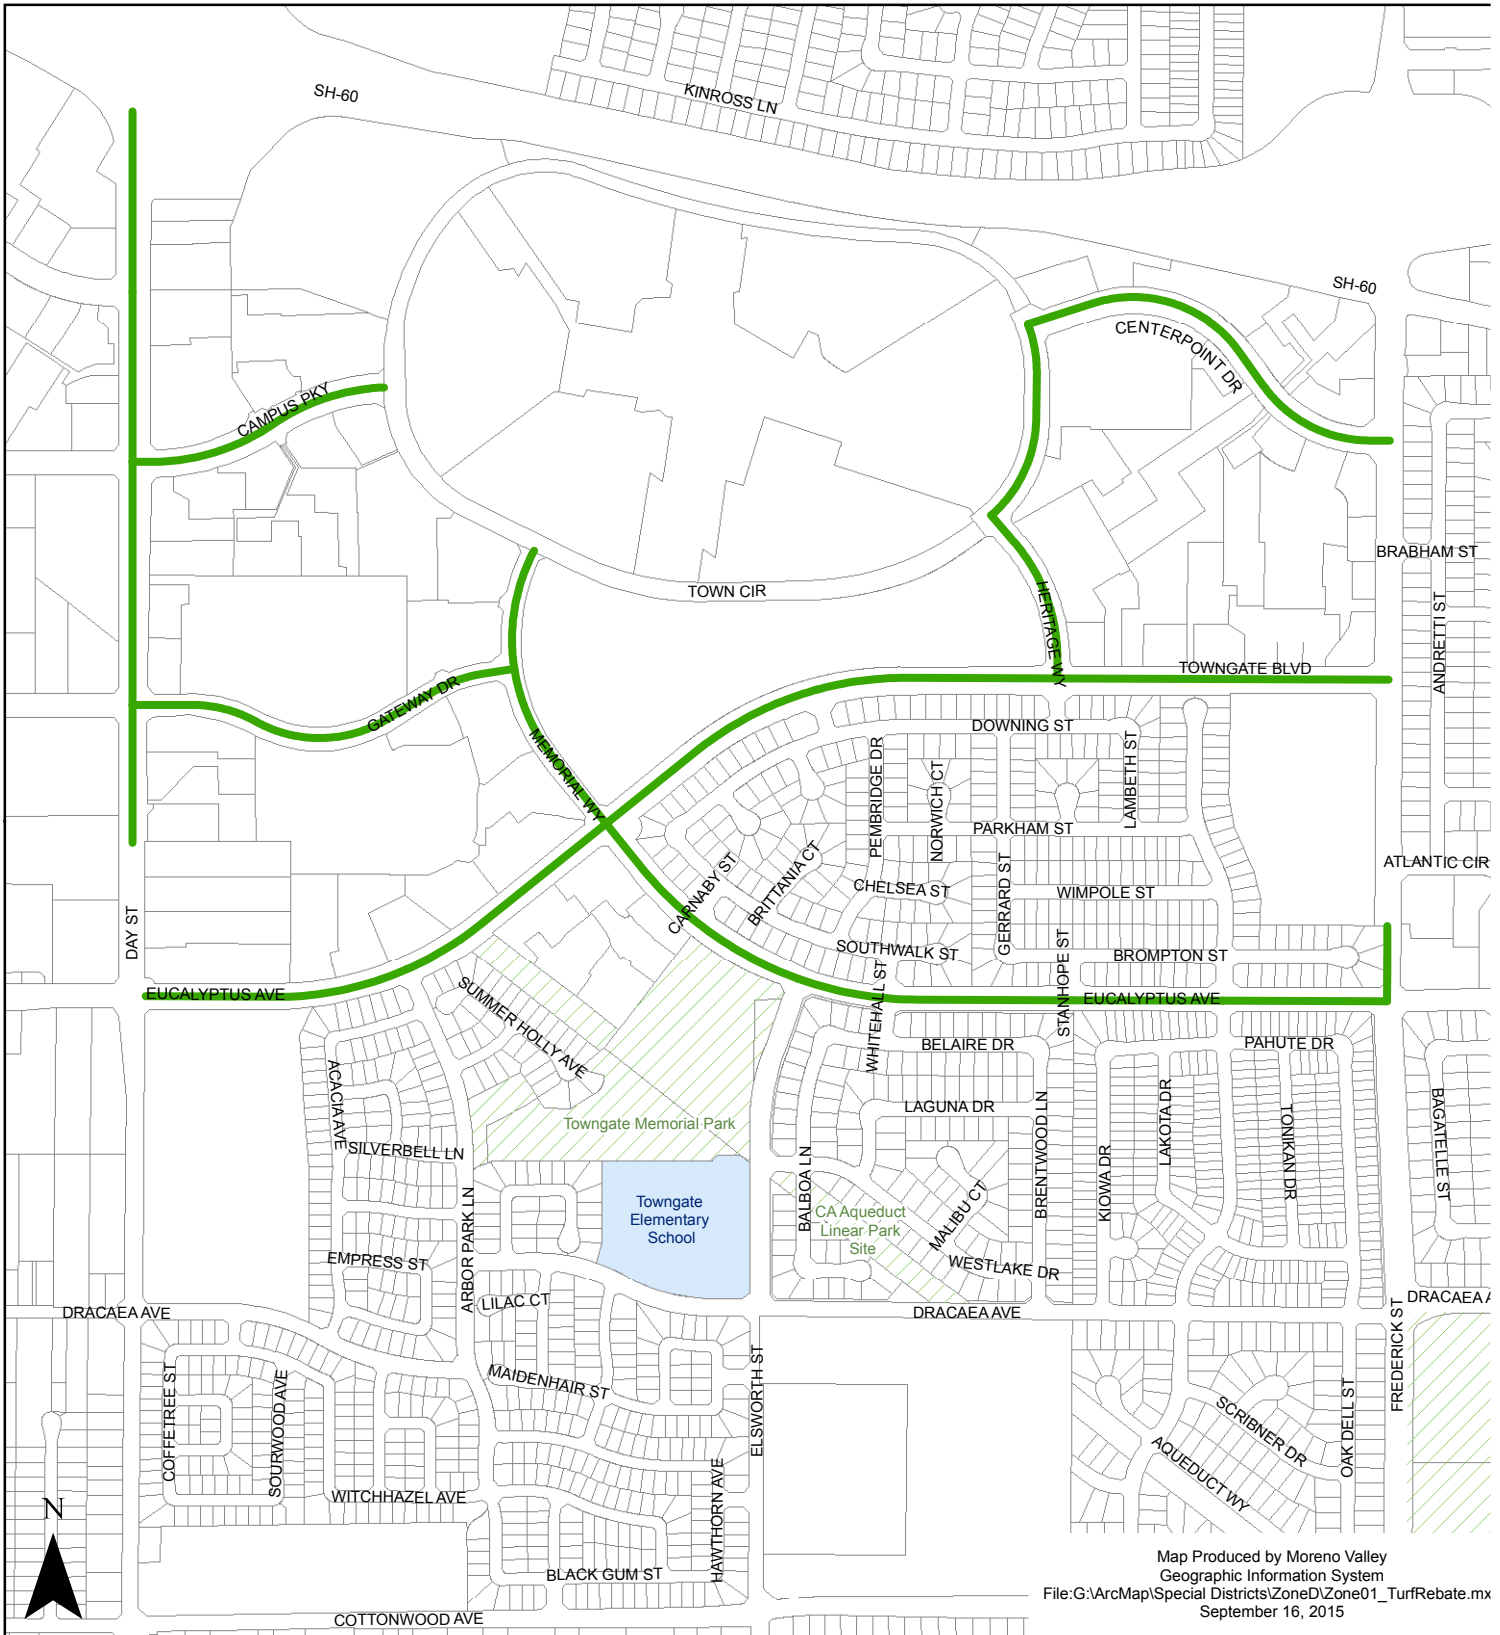 SH-60
KINROSS LN
SH-60
CENTERPOINT DR
CAMPUS PKY
BRABHAM ST
TOWN CIR
HERITAGE WY
ANDRETTI ST
TOWNGATE BLVD
GATEWAY DR
DOWNING ST
MEMORIAL WY
PEMBRIDGE DR
NORWICH CT
LAMBETH ST
PARKHAM ST
ATLANTIC CIR
CARNABY ST
BRITTANIA CT
CHELSEA ST
GERRARD ST
WIMPOLE ST
DAY ST
SOUTHWALK ST
WHITEHALL ST
STANHOPE ST
BROMPTON ST
EUCALYPTUS AVE
SUMMER HOLLY AVE
EUCALYPTUS AVE
BELAIRE DR
PAHUTE DR
ACACIA AVE
LAGUNA DR
LAKOTA DR
TONIKAN DR
BAGATELLE ST
Towngate Memorial Park
SILVERBELL LN
BALBOA LN
BRENTWOOD LN
KIOWA DR
ARBOR PARK LN
Towngate
Elementary
School
CA Aqueduct
Linear Park
Site
MALIBU CT
WESTLAKE DR
EMPRESS ST
LILAC CT
DRACAEA AVE
DRACAEA AVE
DRACAEA A
FREDERICK ST
COFFETREE ST
SOURWOOD AVE
MAIDENHAIR ST
ELSWORTH ST
SCRIBNER DR
OAK DELL ST
AQUEDUCT WY
WITCHHAZEL AVE
HAWTHORN AVE
N
BLACK GUM ST
COTTONWOOD AVE
Map Produced by Moreno Valley
Geographic Information System
File:G:\ArcMap\Special Districts\ZoneD\Zone01_TurfRebate.mx
September 16, 2015